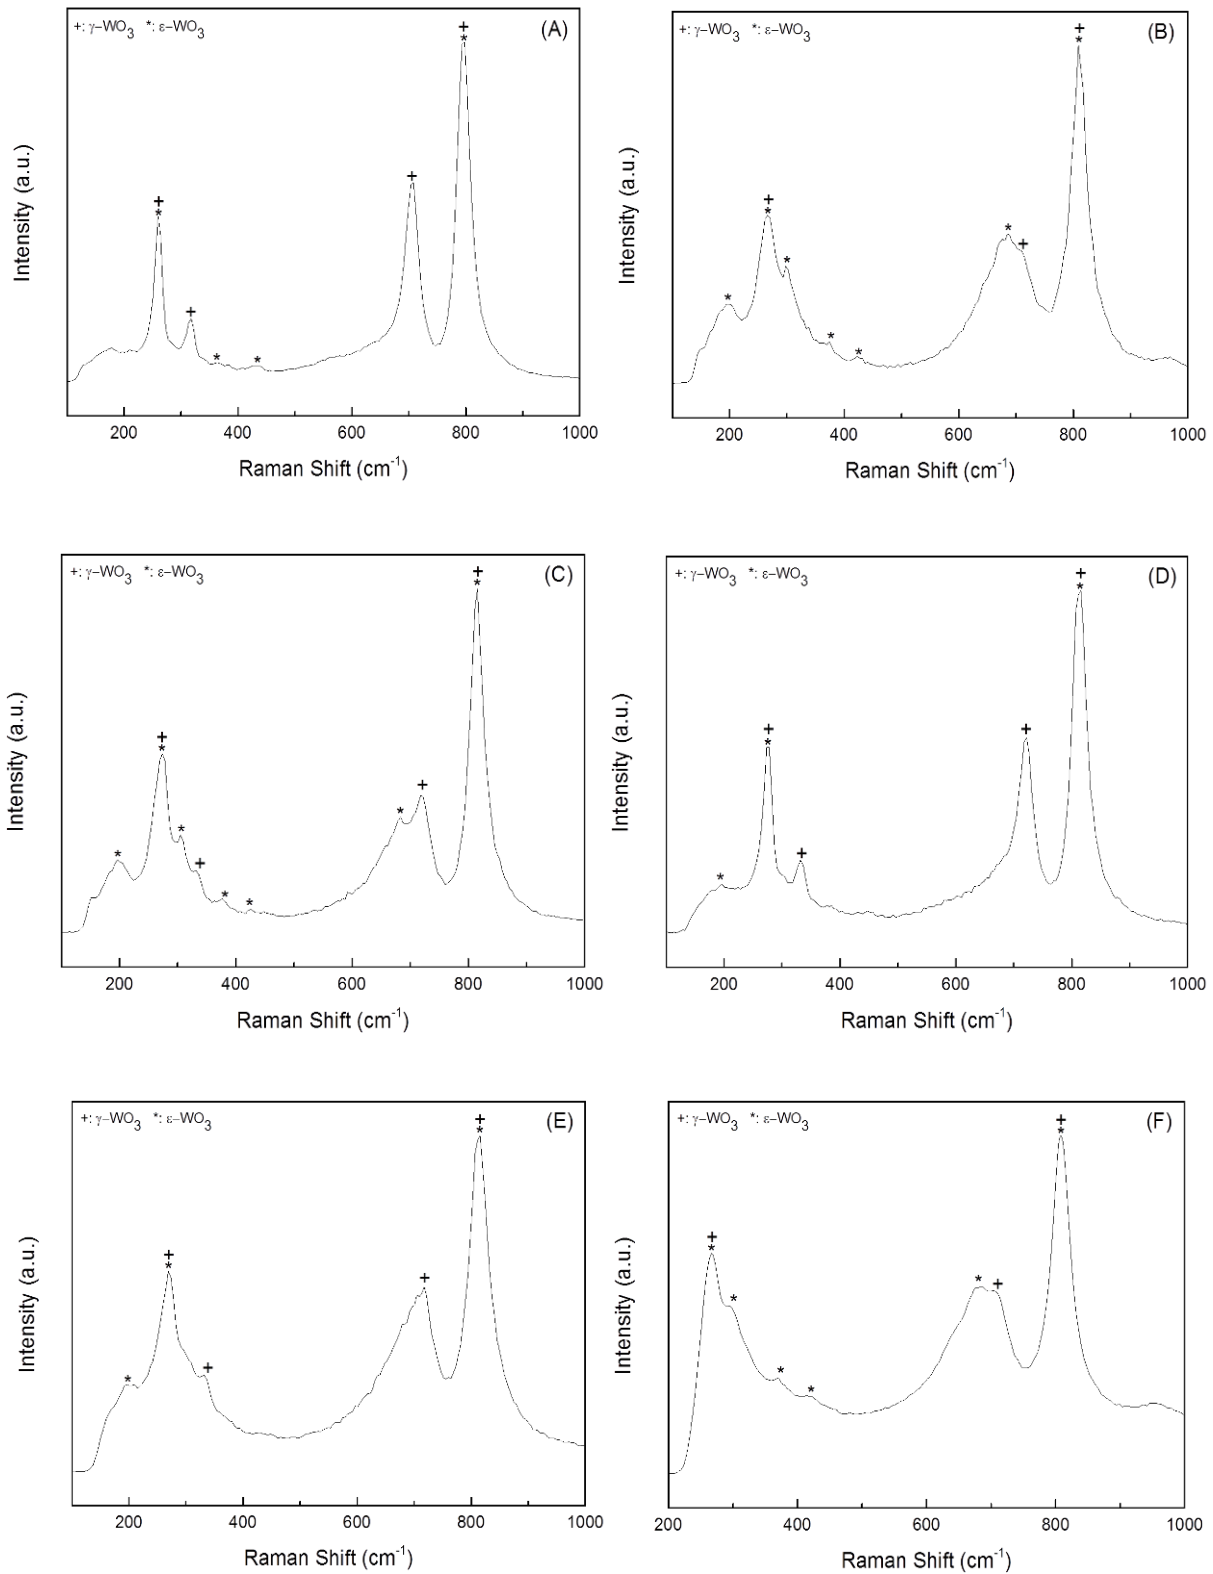 +: γ–WO3 *: ε–WO3 (A)
+
*
+
*
+
+
*
*
Intensity (a.u.)
200 400 600 800 1000
Raman Shift (cm-1)
+: γ–WO3 *: ε–WO3 (B)
+
*
+
*
*
+
*
*
*
*
Intensity (a.u.)
200 400 600 800 1000
Raman Shift (cm-1)
+: γ–WO3 *: ε–WO3 (C)
+
*
+
*
+
*
*
*
+
*
*
Intensity (a.u.)
200 400 600 800 1000
Raman Shift (cm-1)
+: γ–WO3 *: ε–WO3 (D)
+
*
+
*
+
+
*
Intensity (a.u.)
200 400 600 800 1000
Raman Shift (cm-1)
+: γ–WO3 *: ε–WO3 (E)
+
*
+
*
+
+
*
Intensity (a.u.)
200 400 600 800 1000
Raman Shift (cm-1)
+: γ–WO3 *: ε–WO3 (F)
+
*
+
*
* +
*
*
*
Intensity (a.u.)
200 400 600 800 1000
Raman Shift (cm-1)